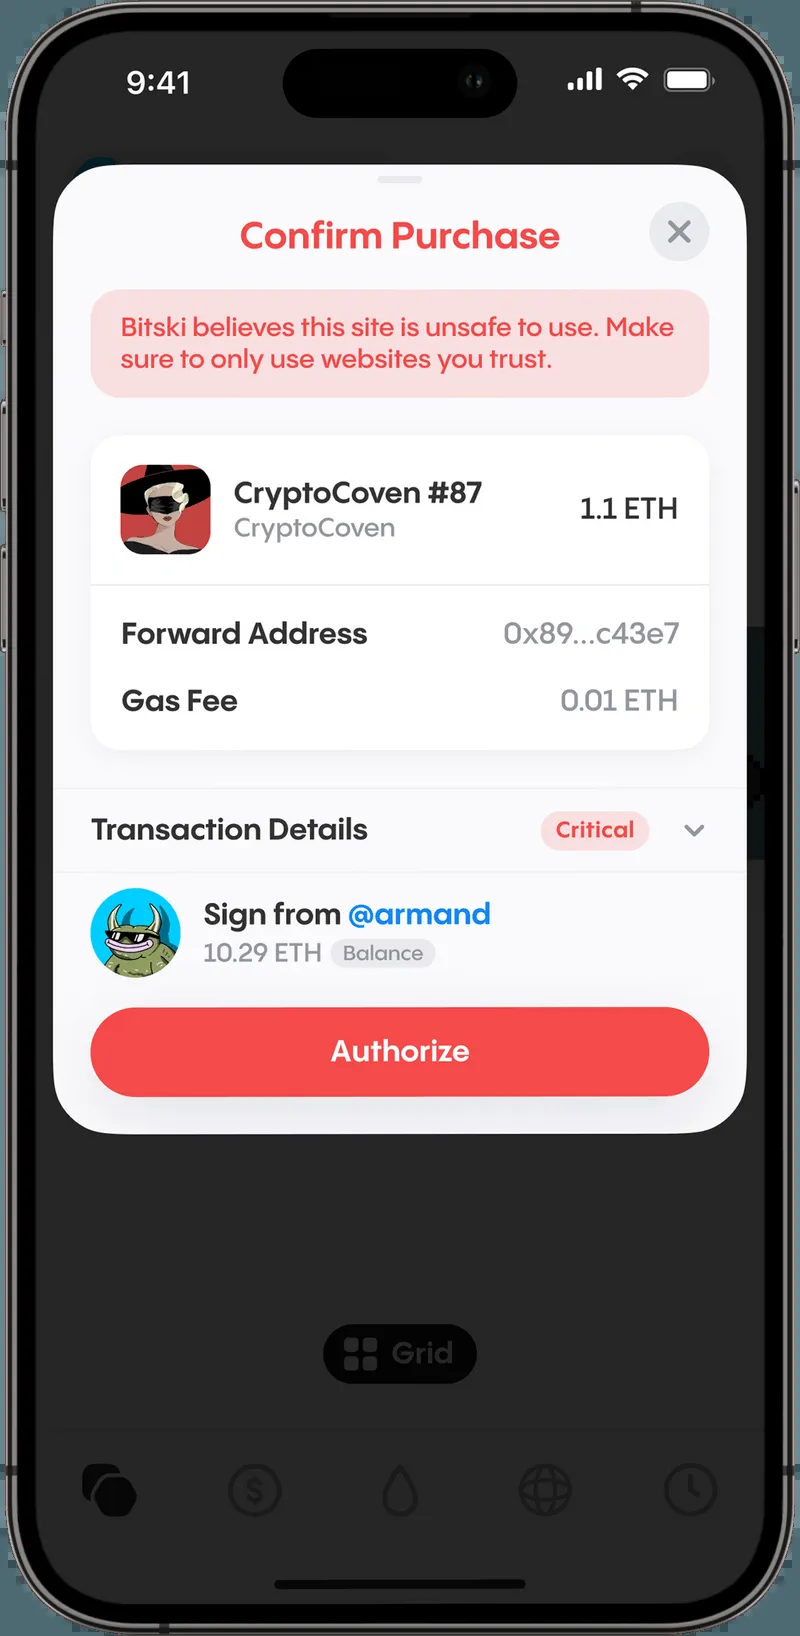 9:41
Confirm Purchase
Bitski believes this site is unsafe to use. Make
sure to only use websites you trust.
CryptoCoven #87
CryptoCoven
1.1 ETH
Forward Address
0x89...c43e7
Gas Fee
0.01 ETH
Transaction Details
Critical
Sign from @armand
10.29 ETH Balance
Authorize
Grid